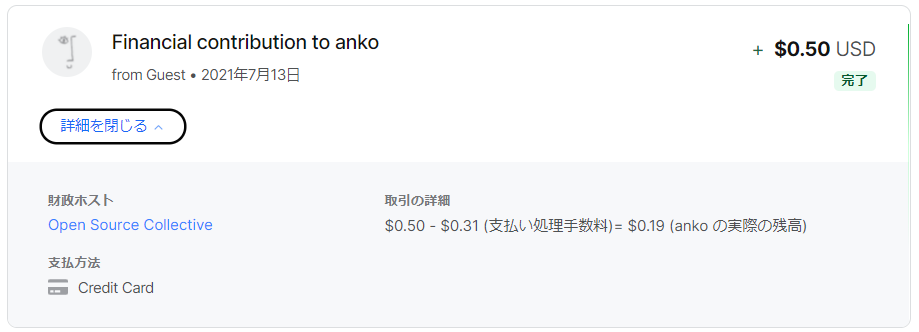 Financial contribution to anko
+ $0.50 USD
from Guest • 2021年7月13日
完了
詳細を閉じる
財政ホスト
Open Source Collective
取引の詳細
$0.50 - $0.31 (支払い処理手数料)= $0.19 (anko の実際の残高)
支払方法
Credit Card